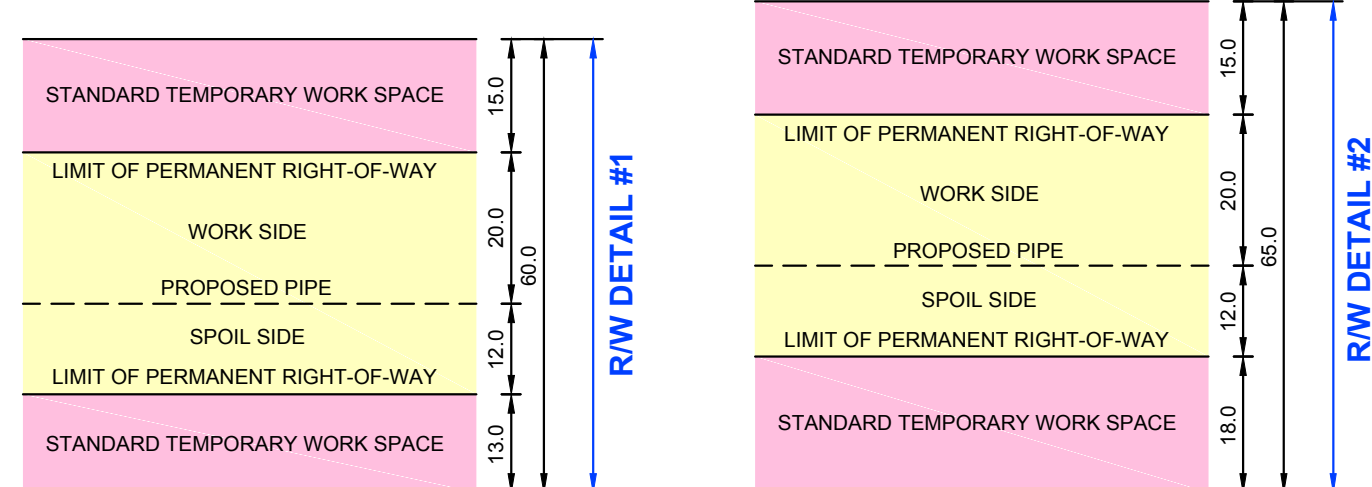 STANDARD TEMPORARY WORK SPACE
LIMIT OF PERMANENT RIGHT-OF-WAY
WORK SIDE
PROPOSED PIPE
SPOIL SIDE
LIMIT OF PERMANENT RIGHT-OF-WAY
STANDARD TEMPORARY WORK SPACE
15.0
20.0
12.0
13.0
60.0
R/W DETAIL #1
STANDARD TEMPORARY WORK SPACE
LIMIT OF PERMANENT RIGHT-OF-WAY
WORK SIDE
PROPOSED PIPE
SPOIL SIDE
LIMIT OF PERMANENT RIGHT-OF-WAY
STANDARD TEMPORARY WORK SPACE
15.0
20.0
12.0
18.0
65.0
R/W DETAIL #2